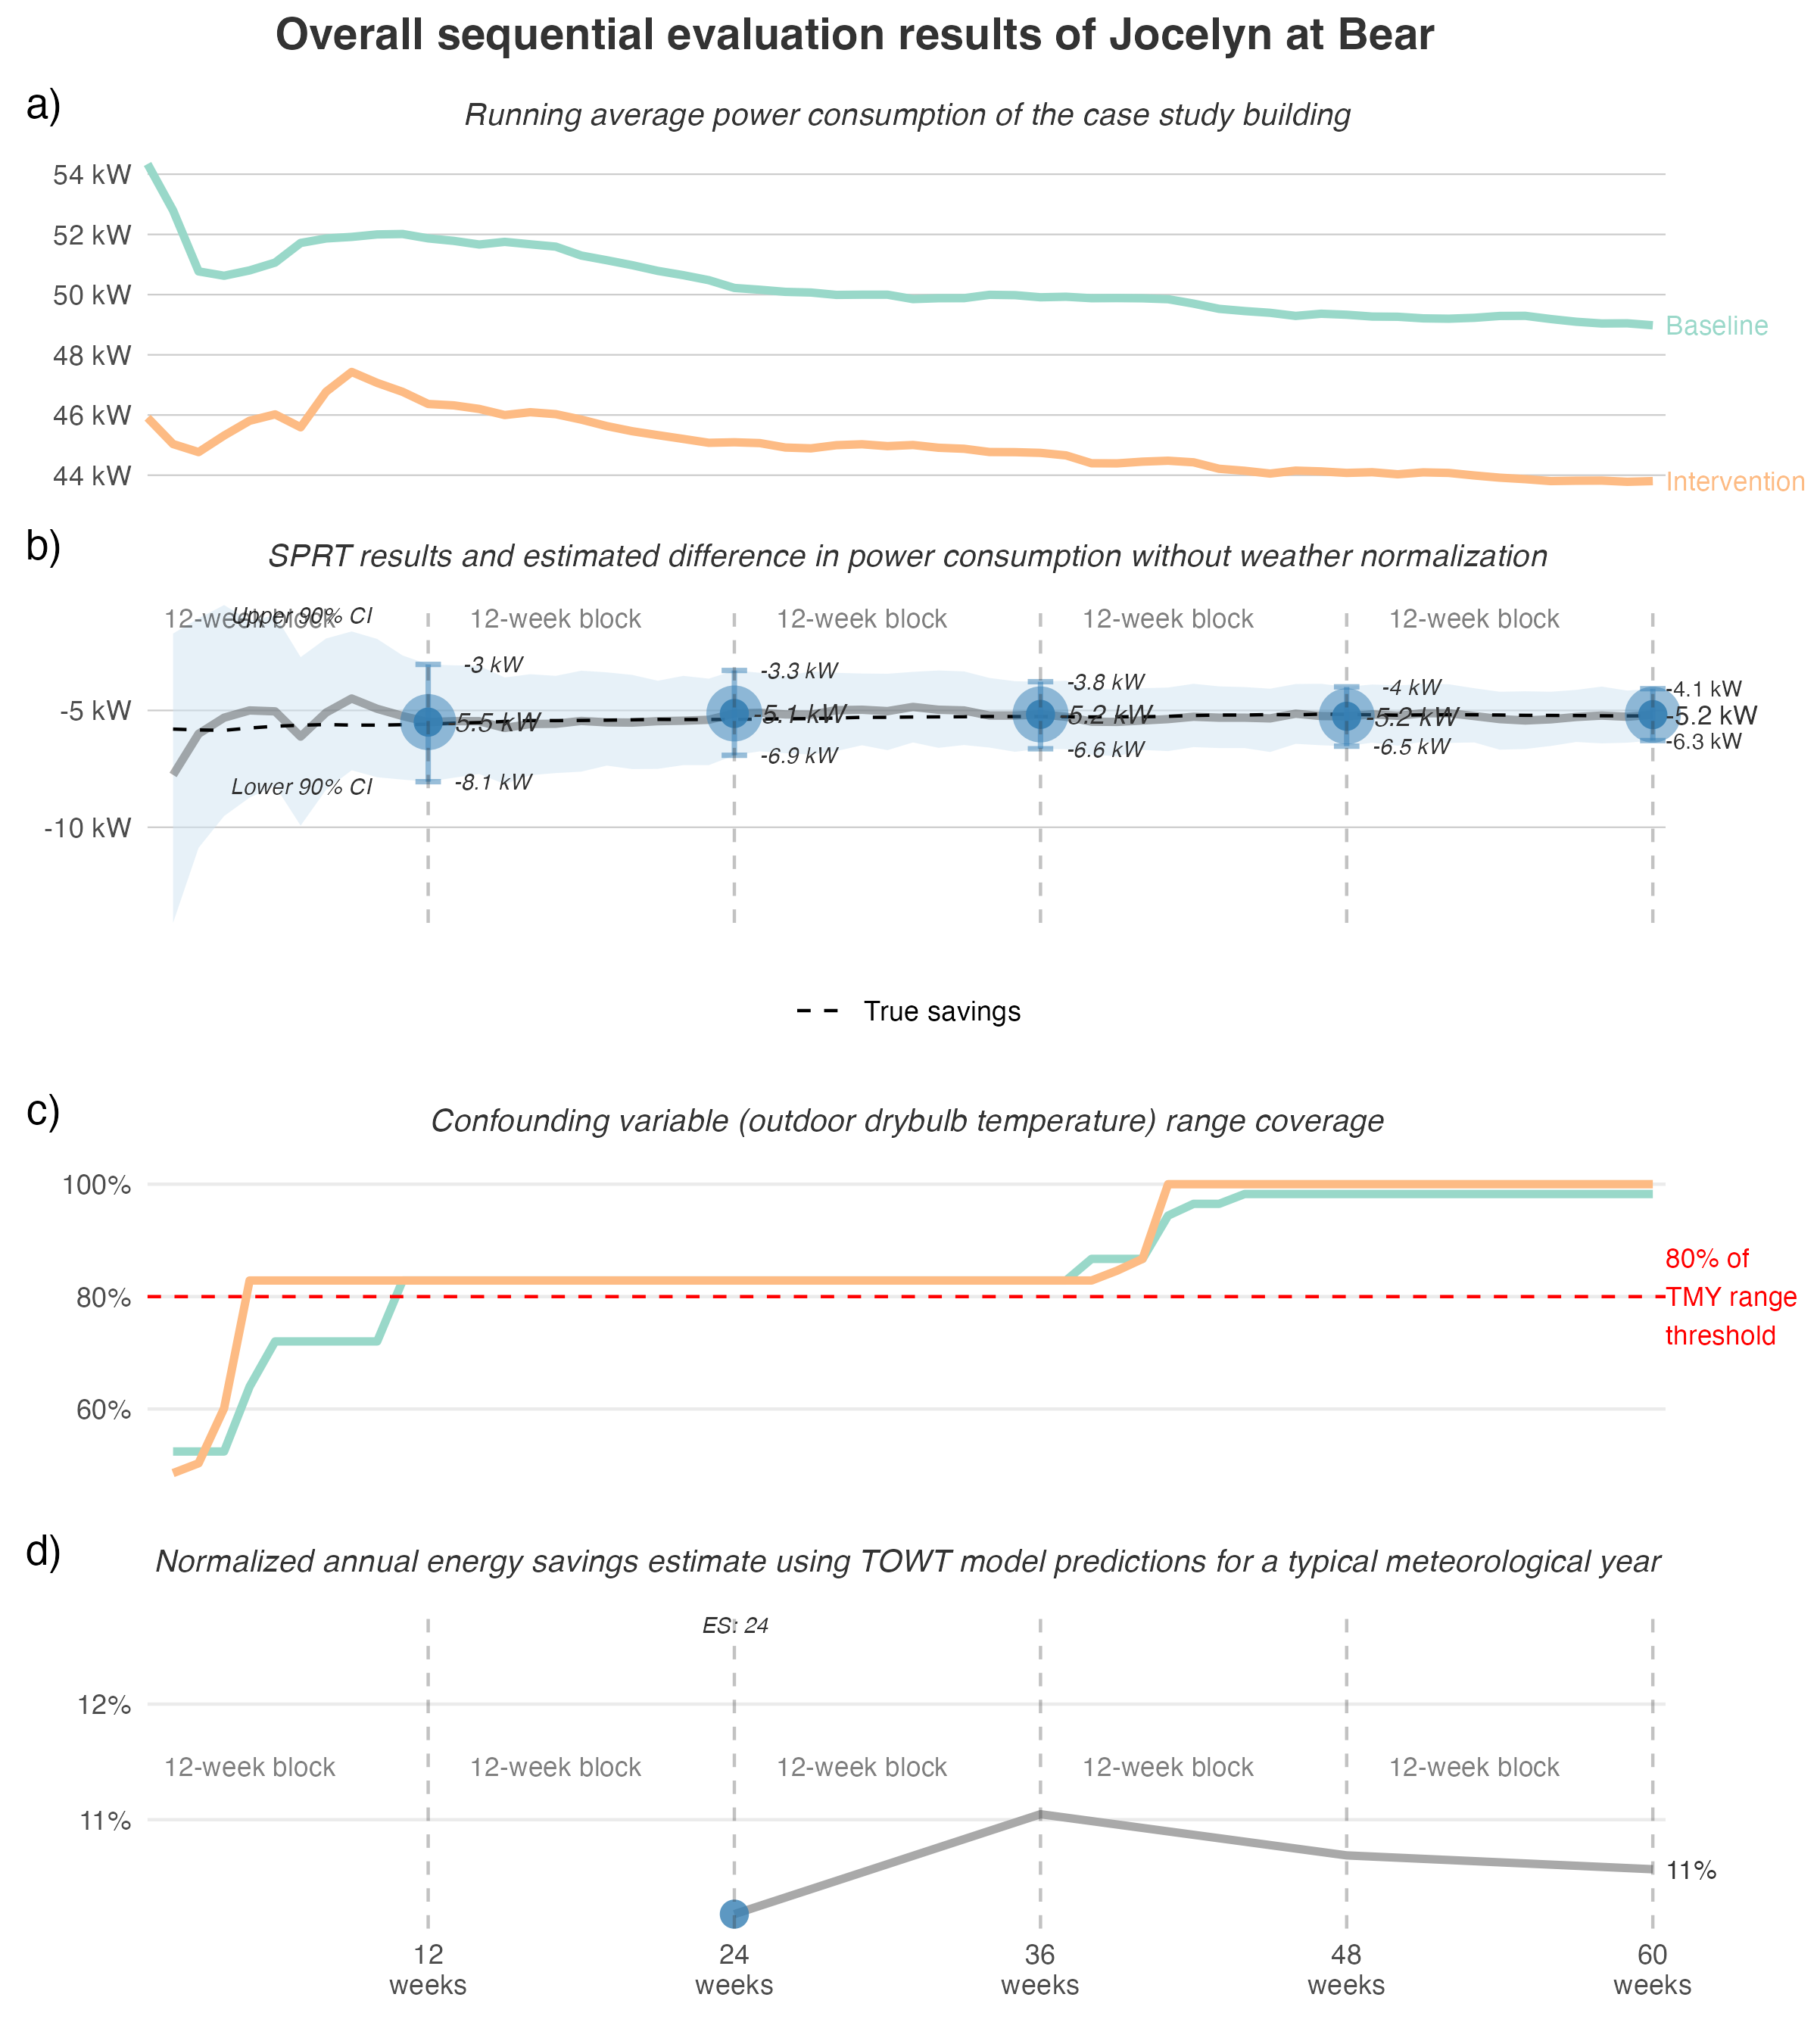 Overall sequential evaluation results of Jocelyn at Bear
a)
Running average power consumption of the case study building
54 kW
52 kW
50 kW
48 kW
46 kW
44 kW
Baseline
Intervention
b)
SPRT results and estimated difference in power consumption without weather normalization
12-week block
12-week block
12-week block
12-week block
12-week block
Upper 90% CI
-3 kW
-3.3 kW
-3.8 kW
-4 kW
-4.1 kW
-5 kW
-5.5 kW
-5.1 kW
-5.2 kW
-5.2 kW
-5.2 kW
Lower 90% CI
-8.1 kW
-6.9 kW
-6.6 kW
-6.5 kW
-6.3 kW
-10 kW
True savings
c)
Confounding variable (outdoor drybulb temperature) range coverage
100%
80%
60%
80% of
TMY range
threshold
d)
Normalized annual energy savings estimate using TOWT model predictions for a typical meteorological year
ES: 24
12%
12-week block
12-week block
12-week block
12-week block
12-week block
11%
11%
12
weeks
24
weeks
36
weeks
48
weeks
60
weeks